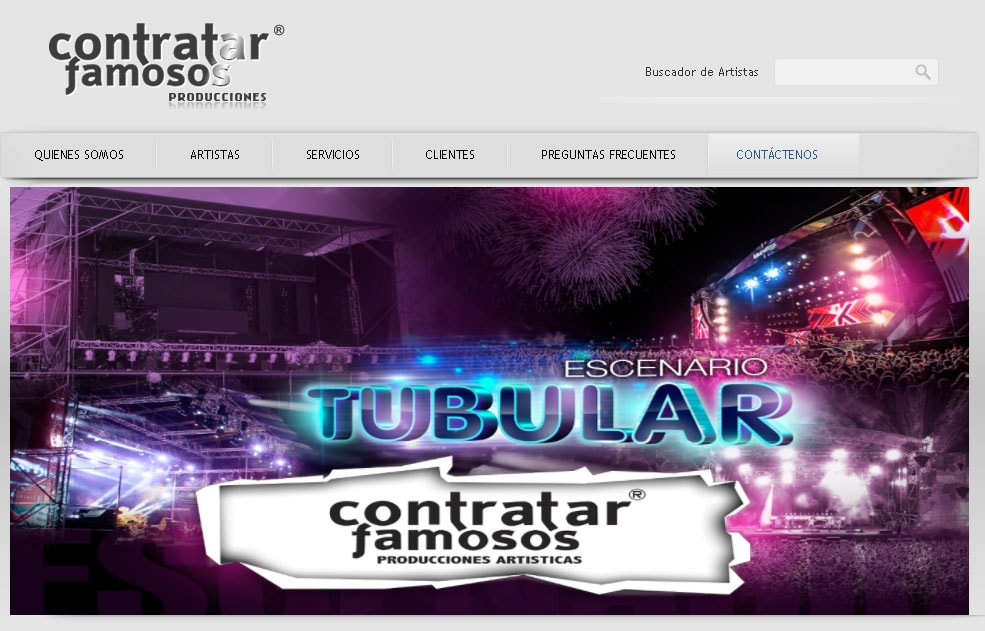 contratar®
famosos
PRODUCCIONES
Buscador de Artistas
QUIENES SOMOS
ARTISTAS
SERVICIOS
CLIENTES
PREGUNTAS FRECUENTES
CONTÁCTENOS
ESCENARIO
TUBULAR
contratar®
famosos
PRODUCCIONES ARTISTICAS